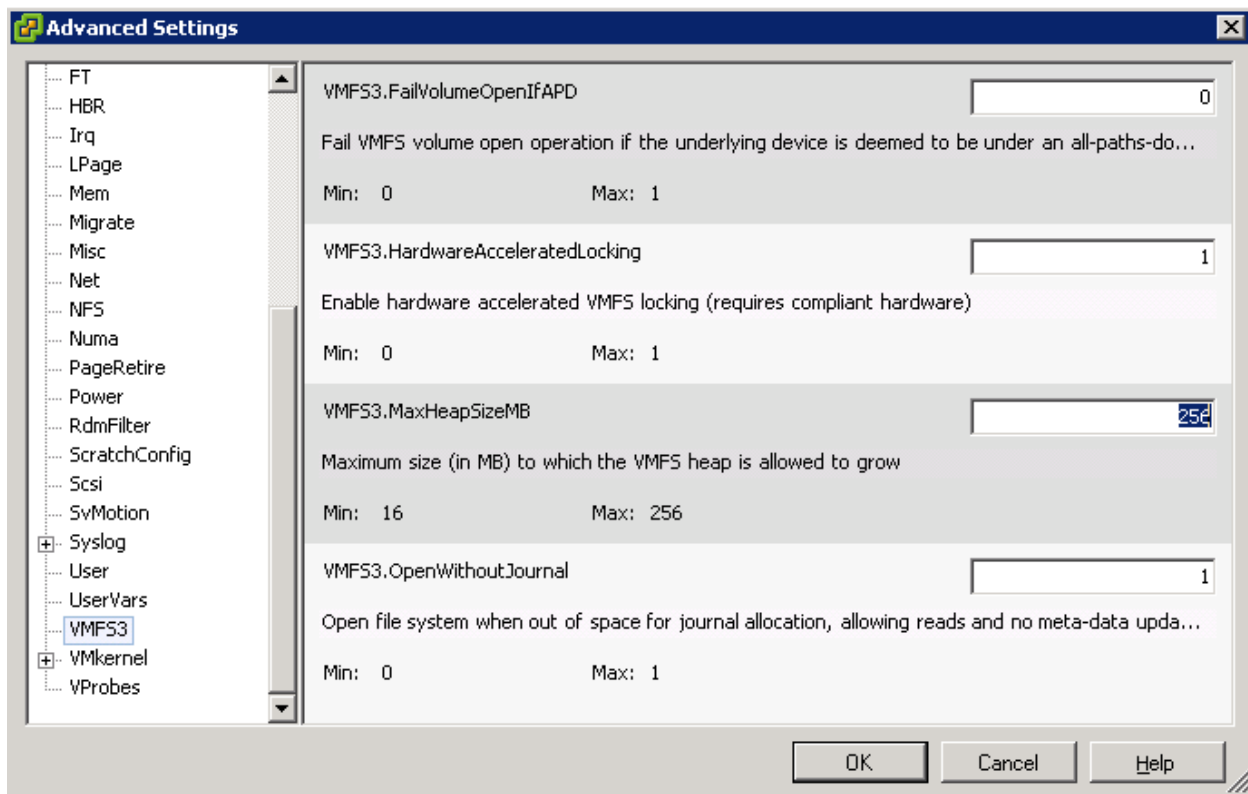 Advanced Settings
FT
HBR
Irq
LPage
Mem
Migrate
Misc
Net
NFS
Numa
PageRetire
Power
RdmFilter
ScratchConfig
Scsi
SvMotion
Syslog
User
UserVars
VMFS3
VMkernel
VProbes
VMFS3.FailVolumeOpenIfAPD 0
Fail VMFS volume open operation if the underlying device is deemed to be under an all-paths-do...
Min: 0 Max: 1
VMFS3.HardwareAcceleratedLocking 1
Enable hardware accelerated VMFS locking (requires compliant hardware)
Min: 0 Max: 1
VMFS3.MaxHeapSizeMB 256
Maximum size (in MB) to which the VMFS heap is allowed to grow
Min: 16 Max: 256
VMFS3.OpenWithoutJournal 1
Open file system when out of space for journal allocation, allowing reads and no meta-data upda...
Min: 0 Max: 1
OK Cancel Help